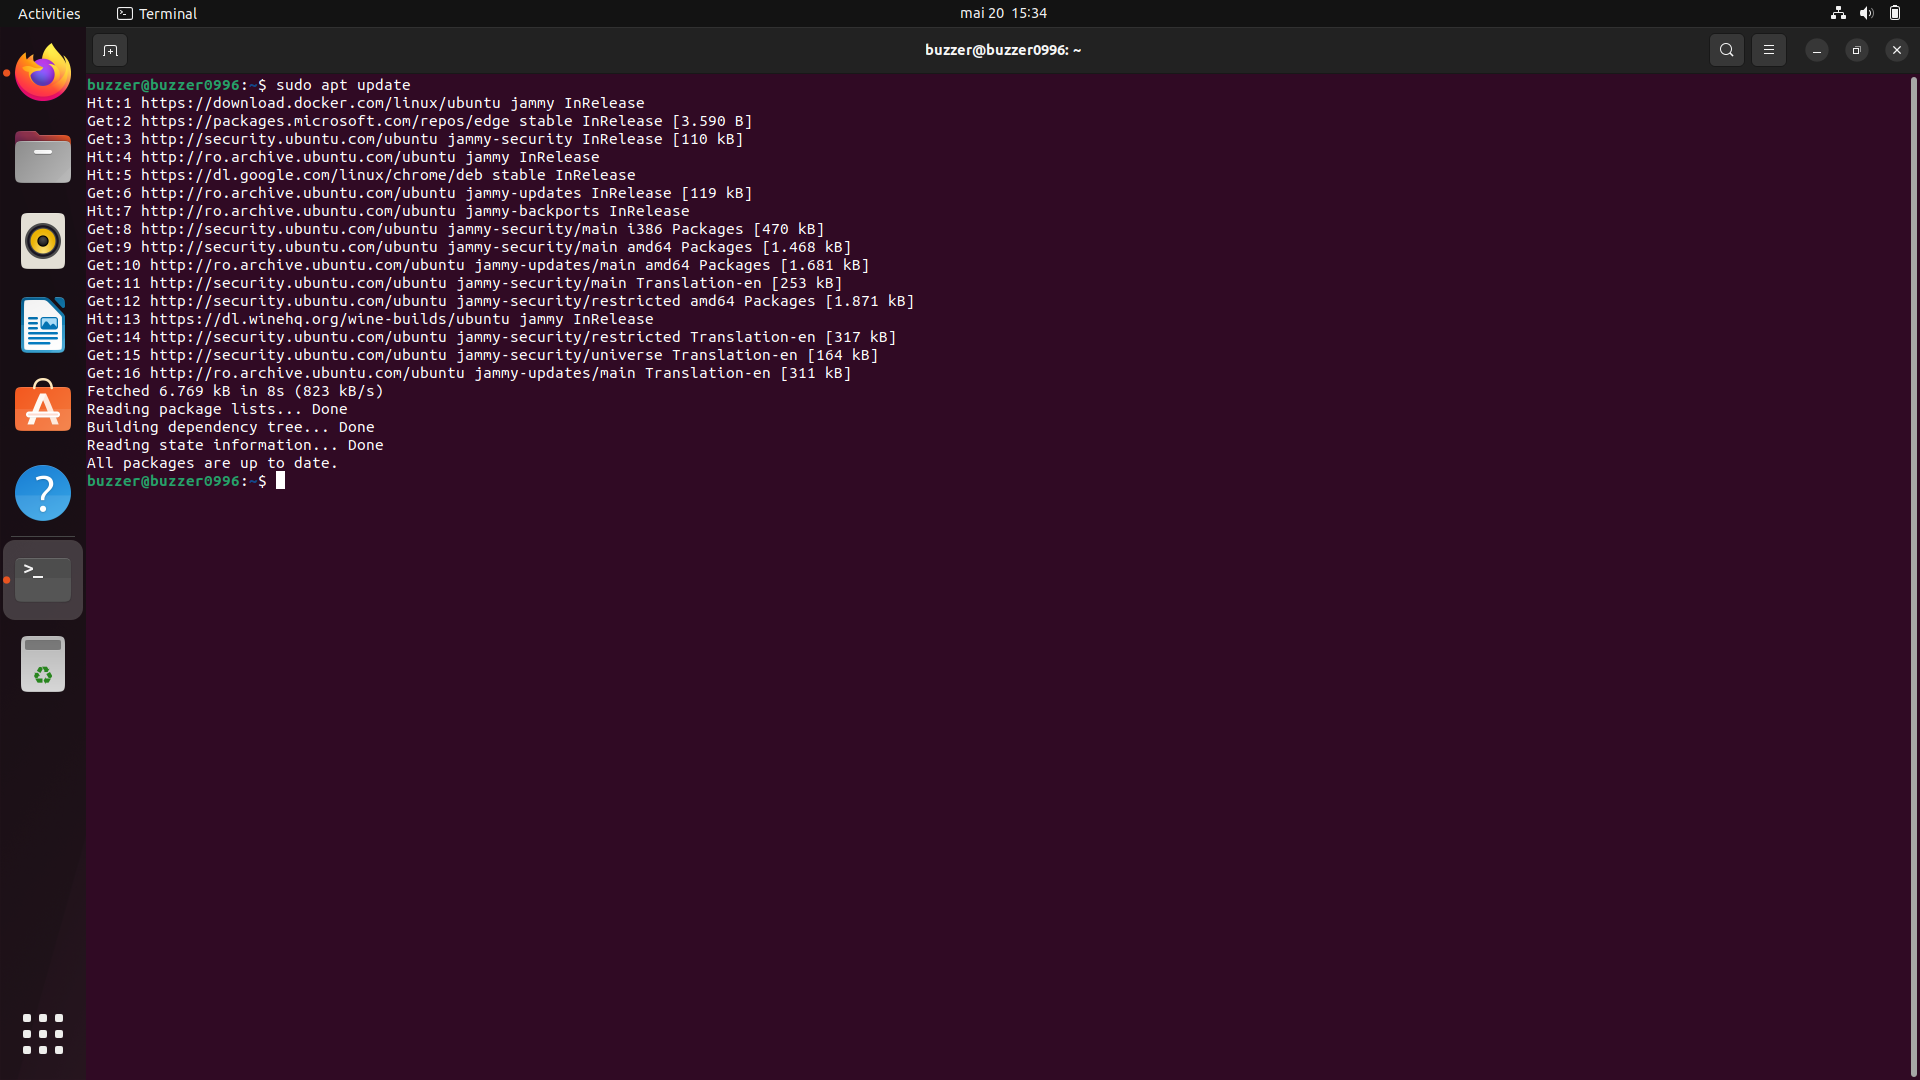 Activities
Terminal
mai 20 15:34
buzzer@buzzer0996: ~
buzzer@buzzer0996:~$ sudo apt update
Hit:1 https://download.docker.com/linux/ubuntu jammy InRelease
Get:2 https://packages.microsoft.com/repos/edge stable InRelease [3.590 B]
Get:3 http://security.ubuntu.com/ubuntu jammy-security InRelease [110 kB]
Hit:4 http://ro.archive.ubuntu.com/ubuntu jammy InRelease
Hit:5 https://dl.google.com/linux/chrome/deb stable InRelease
Get:6 http://ro.archive.ubuntu.com/ubuntu jammy-updates InRelease [119 kB]
Hit:7 http://ro.archive.ubuntu.com/ubuntu jammy-backports InRelease
Get:8 http://security.ubuntu.com/ubuntu jammy-security/main i386 Packages [470 kB]
Get:9 http://security.ubuntu.com/ubuntu jammy-security/main amd64 Packages [1.468 kB]
Get:10 http://ro.archive.ubuntu.com/ubuntu jammy-updates/main amd64 Packages [1.681 kB]
Get:11 http://security.ubuntu.com/ubuntu jammy-security/main Translation-en [253 kB]
Get:12 http://security.ubuntu.com/ubuntu jammy-security/restricted amd64 Packages [1.871 kB]
Hit:13 https://dl.winehq.org/wine-builds/ubuntu jammy InRelease
Get:14 http://security.ubuntu.com/ubuntu jammy-security/restricted Translation-en [317 kB]
Get:15 http://security.ubuntu.com/ubuntu jammy-security/universe Translation-en [164 kB]
Get:16 http://ro.archive.ubuntu.com/ubuntu jammy-updates/main Translation-en [311 kB]
Fetched 6.769 kB in 8s (823 kB/s)
Reading package lists... Done
Building dependency tree... Done
Reading state information... Done
All packages are up to date.
buzzer@buzzer0996:~$